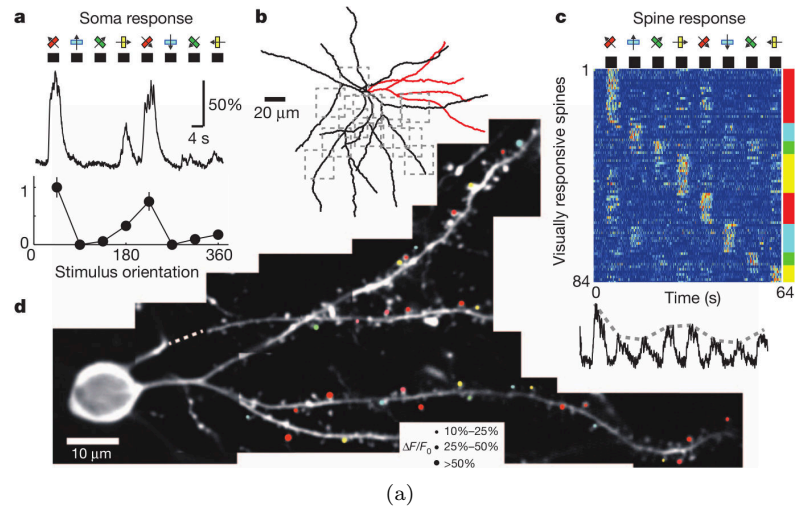 a
Soma response
50%
4 s
1
0
0
180
360
Stimulus orientation
b
20 μm
c
Spine response
1
Visually responsive spines
84
0
64
Time (s)
d
10 μm
ΔF/F0
10%–25%
25%–50%
>50%
(a)